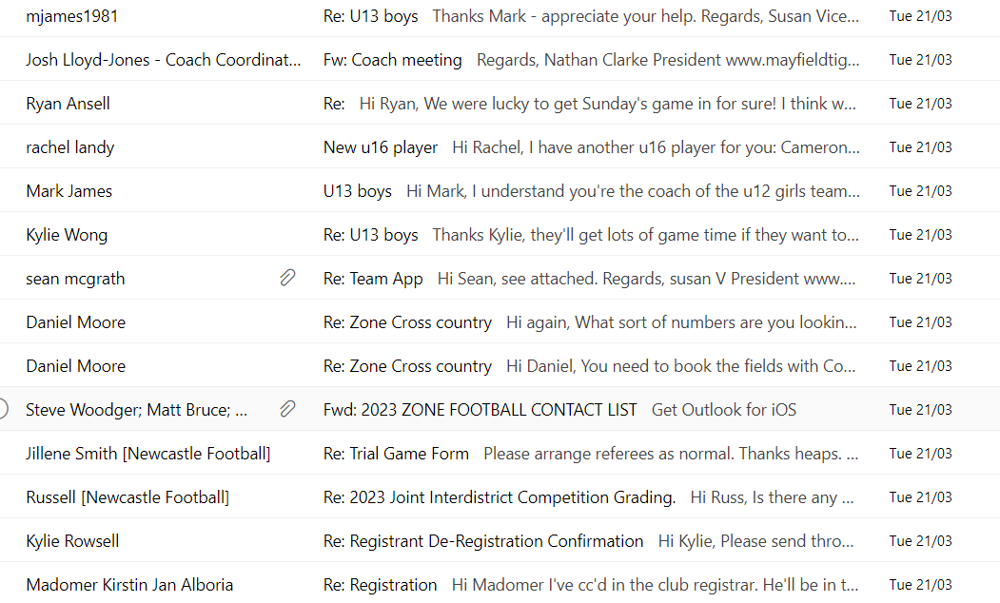 mjames1981 Re: U13 boys Thanks Mark - appreciate your help. Regards, Susan Vice... Tue 21/03
Josh Lloyd-Jones - Coach Coordinat... Fw: Coach meeting Regards, Nathan Clarke President www.mayfieldtig... Tue 21/03
Ryan Ansell Re: Hi Ryan, We were lucky to get Sunday's game in for sure! I think w... Tue 21/03
rachel landy New u16 player Hi Rachel, I have another u16 player for you: Cameron... Tue 21/03
Mark James U13 boys Hi Mark, I understand you're the coach of the u12 girls team... Tue 21/03
Kylie Wong Re: U13 boys Thanks Kylie, they'll get lots of game time if they want to... Tue 21/03
sean mcgrath Re: Team App Hi Sean, see attached. Regards, susan V President www.... Tue 21/03
Daniel Moore Re: Zone Cross country Hi again, What sort of numbers are you lookin... Tue 21/03
Daniel Moore Re: Zone Cross country Hi Daniel, You need to book the fields with Co... Tue 21/03
Steve Woodger; Matt Bruce; ... Fwd: 2023 ZONE FOOTBALL CONTACT LIST Get Outlook for iOS Tue 21/03
Jillene Smith [Newcastle Football] Re: Trial Game Form Please arrange referees as normal. Thanks heaps. ... Tue 21/03
Russell [Newcastle Football] Re: 2023 Joint Interdistrict Competition Grading. Hi Russ, Is there any ... Tue 21/03
Kylie Rowsell Re: Registrant De-Registration Confirmation Hi Kylie, Please send thro... Tue 21/03
Madomer Kirstin Jan Alboria Re: Registration Hi Madomer I've cc'd in the club registrar. He'll be in t... Tue 21/03